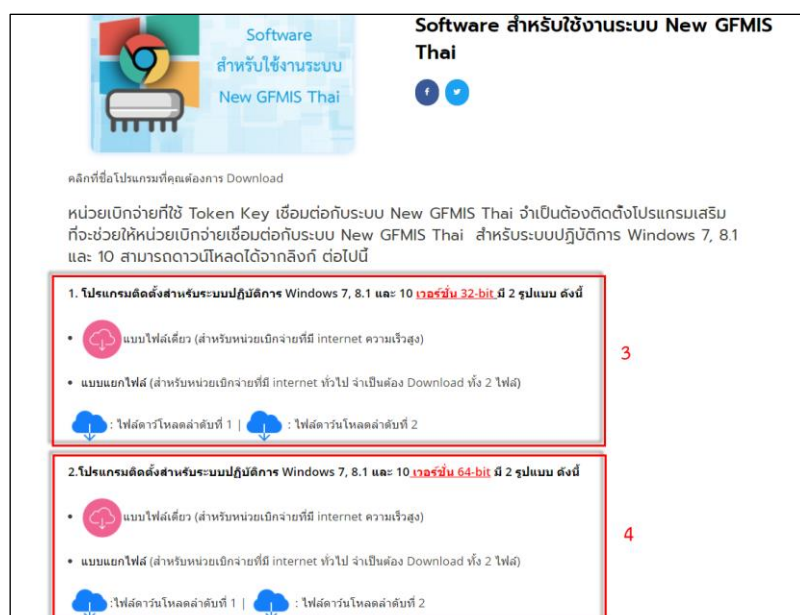 Software
สำหรับใช้งานระบบ
New GFMIS Thai
Software สำหรับใช้งานระบบ New GFMIS
Thai
คลิกที่ชื่อโปรแกรมที่คุณต้องการ Download
หน่วยเบิกจ่ายที่ใช้ Token Key เชื่อมต่อกับระบบ New GFMIS Thai จำเป็นต้องติดตั้งโปรแกรมเสริม
ที่จะช่วยให้หน่วยเบิกจ่ายเชื่อมต่อกับระบบ New GFMIS Thai สำหรับระบบปฏิบัติการ Windows 7, 8.1
และ 10 สามารถดาวน์โหลดได้จากลิงก์ ต่อไปนี้
1. โปรแกรมติดตั้งสำหรับระบบปฏิบัติการ Windows 7, 8.1 และ 10 เวอร์ชั่น 32-bit มี 2 รูปแบบ ดังนี้
• แบบไฟล์เดี่ยว (สำหรับหน่วยเบิกจ่ายที่มี internet ความเร็วสูง)
3
• แบบแยกไฟล์ (สำหรับหน่วยเบิกจ่ายที่มี internet ทั่วไป จำเป็นต้อง Download ทั้ง 2 ไฟล์)
: ไฟล์ดาว์โหลดลำดับที่ 1 | : ไฟล์ดาวันโหลดลำดับที่ 2
2.โปรแกรมติดตั้งสำหรับระบบปฏิบัติการ Windows 7, 8.1 และ 10 เวอร์ชั่น 64-bit มี 2 รูปแบบ ดังนี้
• แบบไฟล์เดี่ยว (สำหรับหน่วยเบิกจ่ายที่มี internet ความเร็วสูง)
4
• แบบแยกไฟล์ (สำหรับหน่วยเบิกจ่ายที่มี internet ทั่วไป จำเป็นต้อง Download ทั้ง 2 ไฟล์)
:ไฟล์ดาวันโหลดลำดับที่ 1 | : ไฟล์ดาวันโหลดลำดับที่ 2